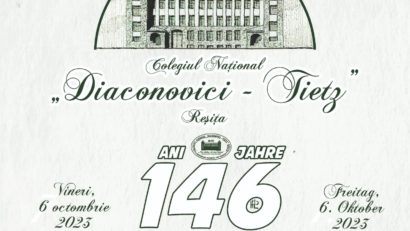 Colegiul Național
„Diaconovici - Tietz”
Reșița
ANI JAHRE
146
Vineri,
6 octombrie
2023
Freitag,
6. Oktober
2023